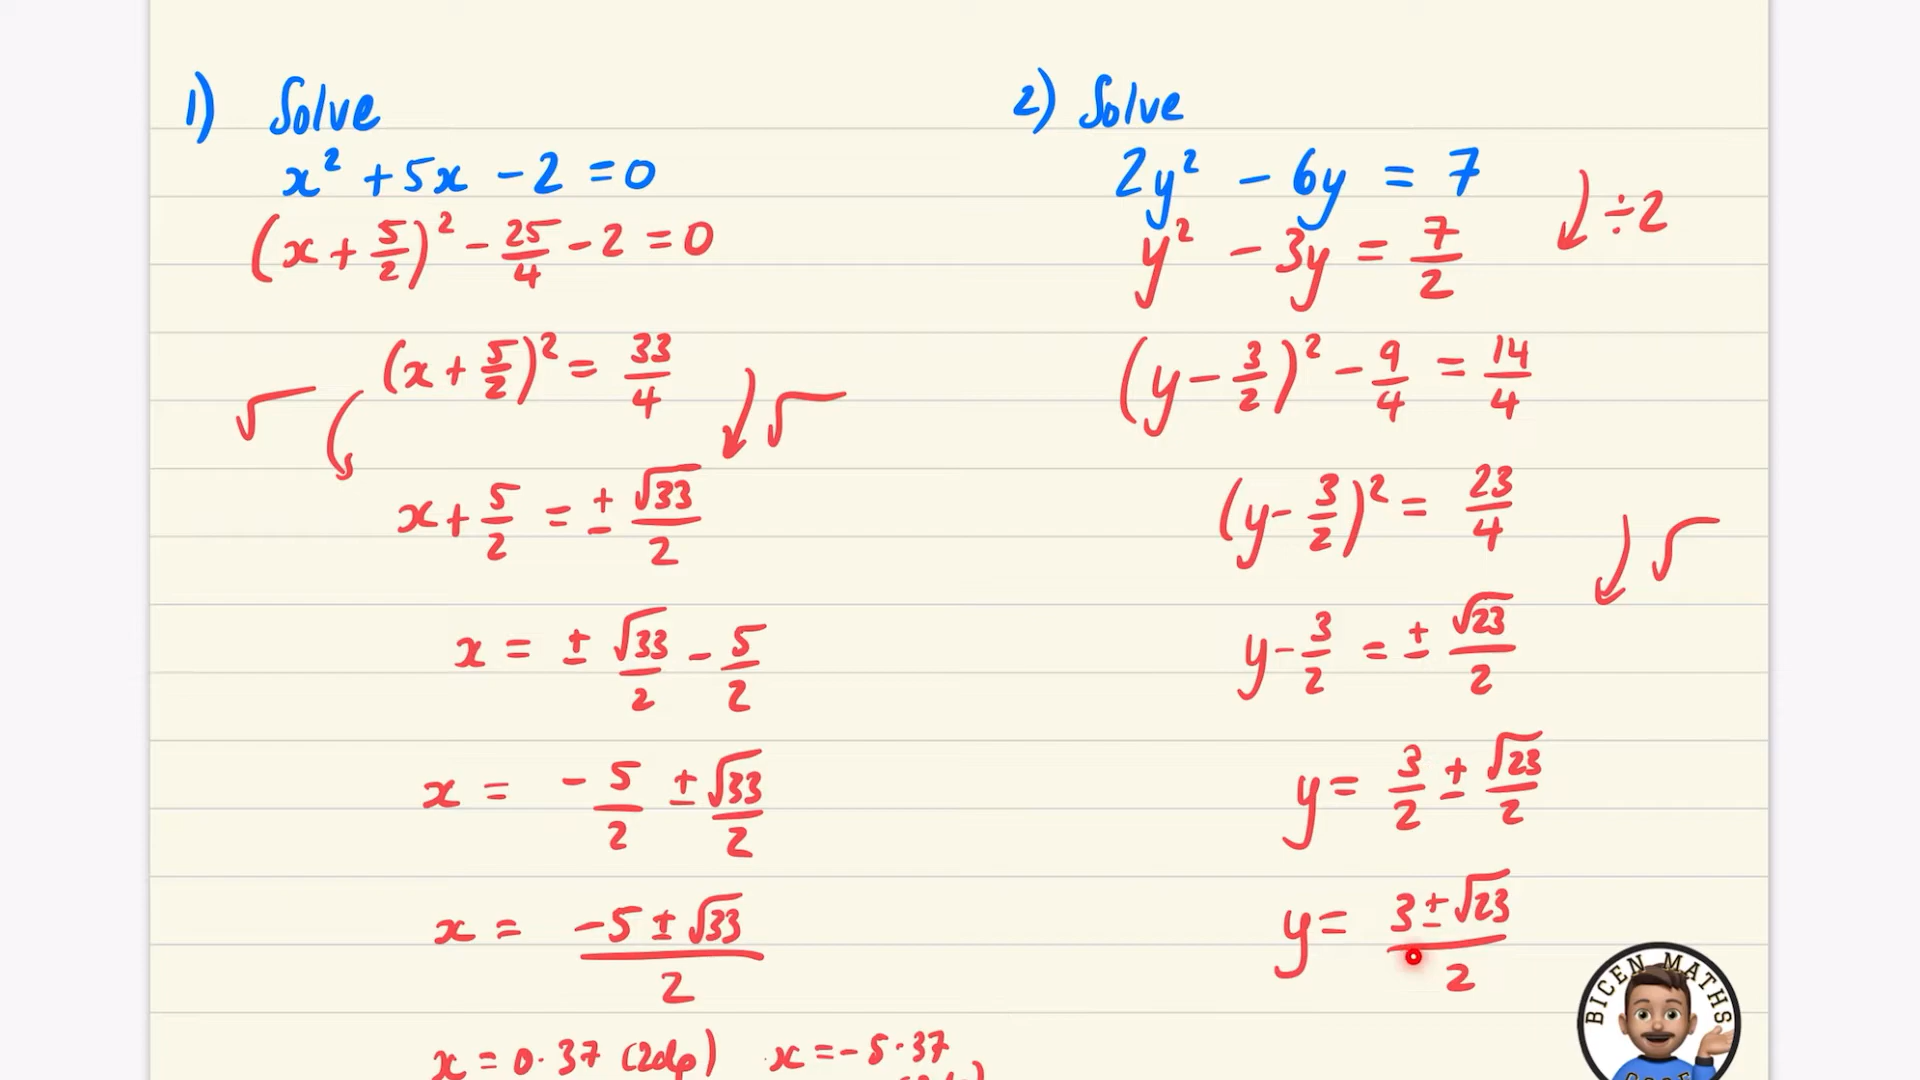 1) Solve
x² + 5x - 2 = 0
(x + 5/2)² - 25/4 - 2 = 0
(x + 5/2)² = 33/4
√ √
x + 5/2 = ± √33/2
x = ± √33/2 - 5/2
x = - 5/2 ± √33/2
x = (-5 ± √33)/2
x = 0.37 (2dp) x = -5.37
2) Solve
2y² - 6y = 7
÷2
y² - 3y = 7/2
(y - 3/2)² - 9/4 = 14/4
(y - 3/2)² = 23/4
√
y - 3/2 = ± √23/2
y = 3/2 ± √23/2
y = (3 ± √23)/2
BICEN MATHS